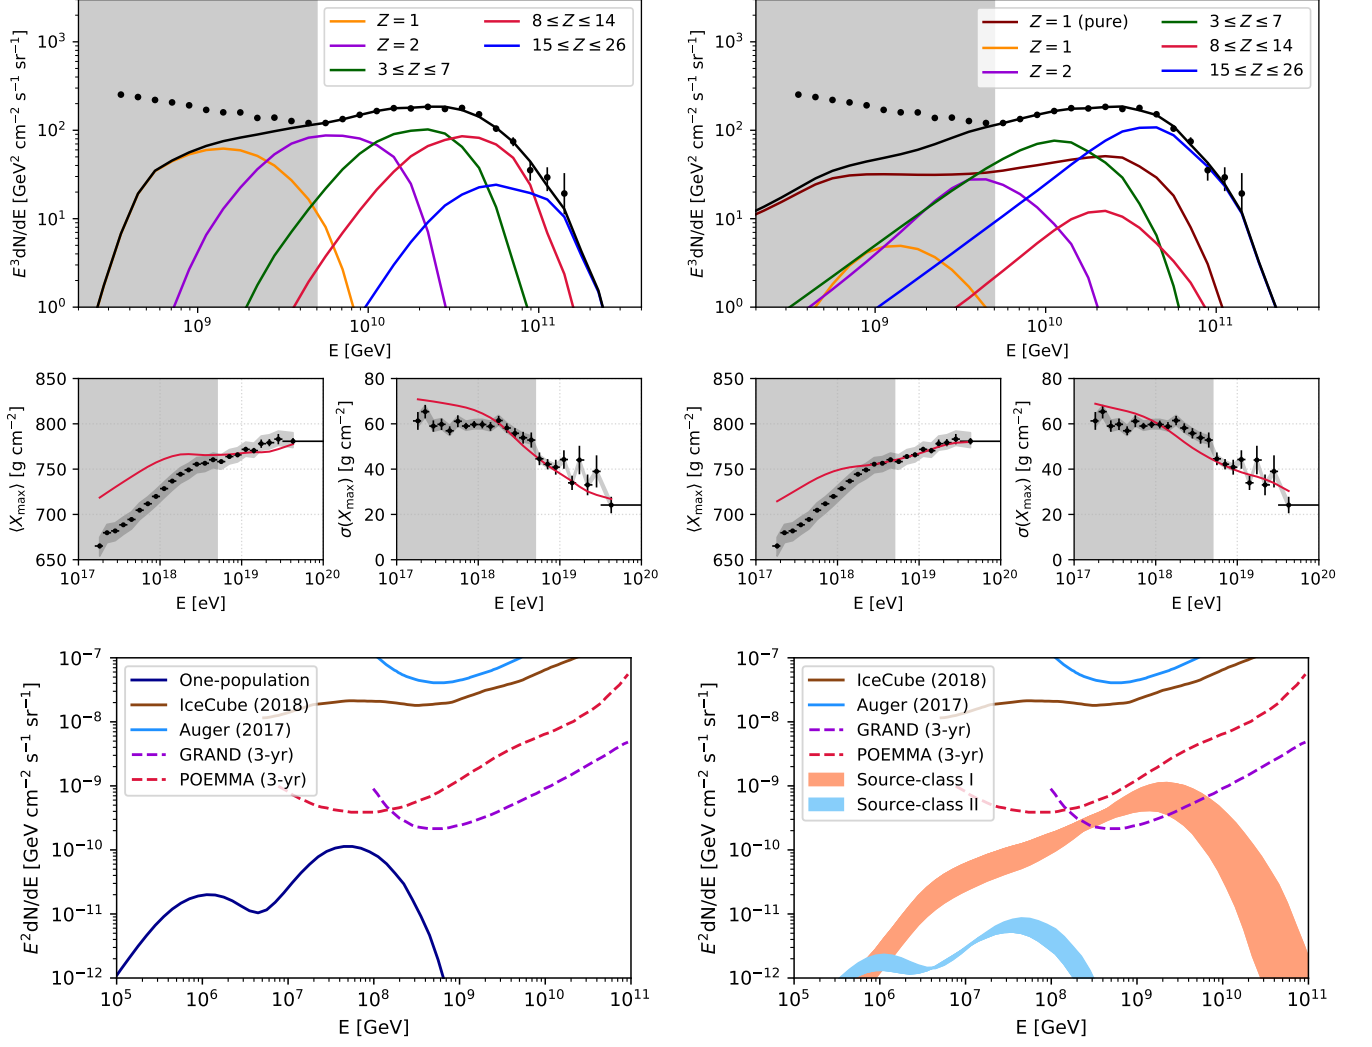 Z = 1
Z = 2
3 ≤ Z ≤ 7
8 ≤ Z ≤ 14
15 ≤ Z ≤ 26
10³
10²
10¹
10⁰
E³dN/dE [GeV² cm⁻² s⁻¹ sr⁻¹]
10⁹ 10¹⁰ 10¹¹
E [GeV]
Z = 1 (pure)
Z = 1
Z = 2
3 ≤ Z ≤ 7
8 ≤ Z ≤ 14
15 ≤ Z ≤ 26
10³
10²
10¹
10⁰
E³dN/dE [GeV² cm⁻² s⁻¹ sr⁻¹]
10⁹ 10¹⁰ 10¹¹
E [GeV]
850
800
750
700
650
⟨Xmax⟩ [g cm⁻²]
10¹⁷ 10¹⁸ 10¹⁹ 10²⁰
E [eV]
80
60
40
20
0
σ(Xmax) [g cm⁻²]
10¹⁷ 10¹⁸ 10¹⁹ 10²⁰
E [eV]
850
800
750
700
650
⟨Xmax⟩ [g cm⁻²]
10¹⁷ 10¹⁸ 10¹⁹ 10²⁰
E [eV]
80
60
40
20
0
σ(Xmax) [g cm⁻²]
10¹⁷ 10¹⁸ 10¹⁹ 10²⁰
E [eV]
One-population
IceCube (2018)
Auger (2017)
GRAND (3-yr)
POEMMA (3-yr)
10⁻⁷
10⁻⁸
10⁻⁹
10⁻¹⁰
10⁻¹¹
10⁻¹²
E²dN/dE [GeV cm⁻² s⁻¹ sr⁻¹]
10⁵ 10⁶ 10⁷ 10⁸ 10⁹ 10¹⁰ 10¹¹
E [GeV]
IceCube (2018)
Auger (2017)
GRAND (3-yr)
POEMMA (3-yr)
Source-class I
Source-class II
10⁻⁷
10⁻⁸
10⁻⁹
10⁻¹⁰
10⁻¹¹
10⁻¹²
E²dN/dE [GeV cm⁻² s⁻¹ sr⁻¹]
10⁵ 10⁶ 10⁷ 10⁸ 10⁹ 10¹⁰ 10¹¹
E [GeV]